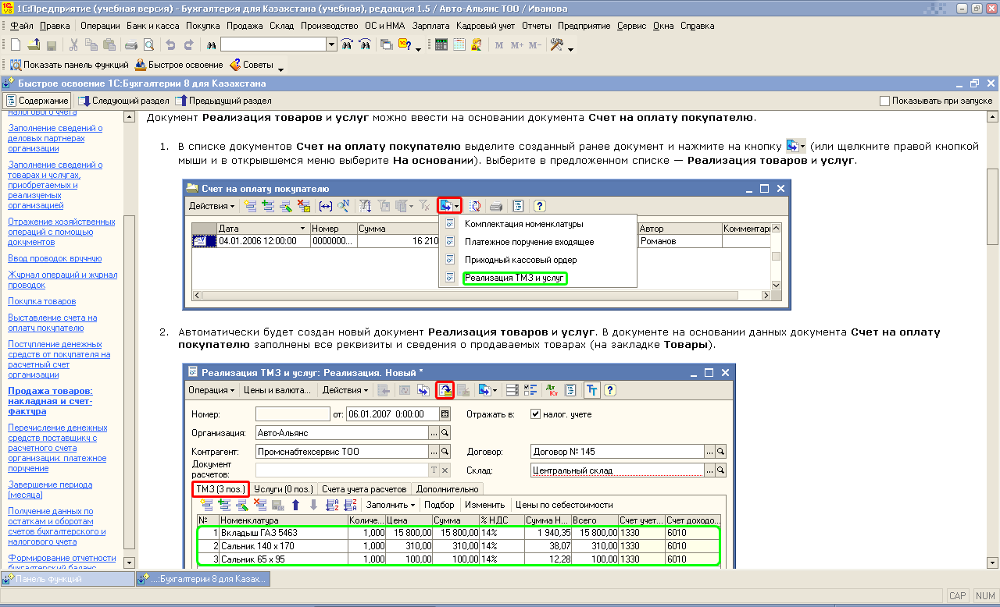 1С:Предприятие (учебная версия) - Бухгалтерия для Казахстана (учебная), редакция 1.5 / Авто-Альянс ТОО / Иванова
Файл Правка Операции Банк и касса Покупка Продажа Склад Производство ОС и НМА Зарплата Кадровый учет Отчеты Предприятие Сервис Окна Справка
M M+ M-
Показать панель функций Быстрое освоение Советы
Быстрое освоение 1С:Бухгалтерии 8 для Казахстана
Содержание Следующий раздел Предыдущий раздел Показывать при запуске
налогового учета
Заполнение сведений о
деловых партнерах
организации
Заполнение сведений о
товарах и услугах,
приобретаемых и
реализуемых
организацией
Отражение хозяйственных
операций с помощью
документов
Ввод проводок вручную
Журнал операций и журнал
проводок
Покупка товаров
Выставление счета на
оплату покупателю
Поступление денежных
средств от покупателя на
расчетный счет
организации
Продажа товаров:
накладная и счет-
фактура
Перечисление денежных
средств поставщику с
расчетного счета
организации: платежное
поручение
Завершение периода
(месяца)
Получение данных по
остаткам и оборотам
счетов бухгалтерского и
налогового учета
Формирование отчетности
бухгалтерский баланс
Документ Реализация товаров и услуг можно ввести на основании документа Счет на оплату покупателю.
1. В списке документов Счет на оплату покупателю выделите созданный ранее документ и нажмите на кнопку (или щелкните правой кнопкой
мыши и в открывшемся меню выберите На основании). Выберите в предложенном списке — Реализация товаров и услуг.
Счет на оплату покупателю
Действия
Дата Номер Сумма Автор Комментари
04.01.2006 12:00:00 0000000... 16 210 Романов
Комплектация номенклатуры
Платежное поручение входящее
Приходный кассовый ордер
Реализация ТМЗ и услуг
2. Автоматически будет создан новый документ Реализация товаров и услуг. В документе на основании данных документа Счет на оплату
покупателю заполнены все реквизиты и сведения о продаваемых товарах (на закладке Товары).
Реализация ТМЗ и услуг: Реализация. Новый *
Операция Цены и валюта... Действия Дт Кт
Номер: от: 06.01.2007 0:00:00 Отражать в: налог. учете
Организация: Авто-Альянс
Контрагент: Промснабтехсервис ТОО Договор: Договор № 145
Документ
расчетов: T Склад: Центральный склад
ТМЗ (3 поз.) Услуги (0 поз.) Счета учета расчетов Дополнительно
Заполнить Подбор Изменить Цены по себестоимости
№ Номенклатура Количе... Цена Сумма % НДС Сумма Н... Всего Счет учет... Счет доходо...
1 Вкладыш ГАЗ 5463 1,000 15 800,00 15 800,00 14% 1 940,35 15 800,00 1330 6010
2 Сальник 140 x 170 1,000 310,00 310,00 14% 38,07 310,00 1330 6010
3 Сальник 65 x 95 1,000 100,00 100,00 14% 12,28 100,00 1330 6010
Панель функций ...:Бухгалтерии 8 для Казах...
CAP NUM